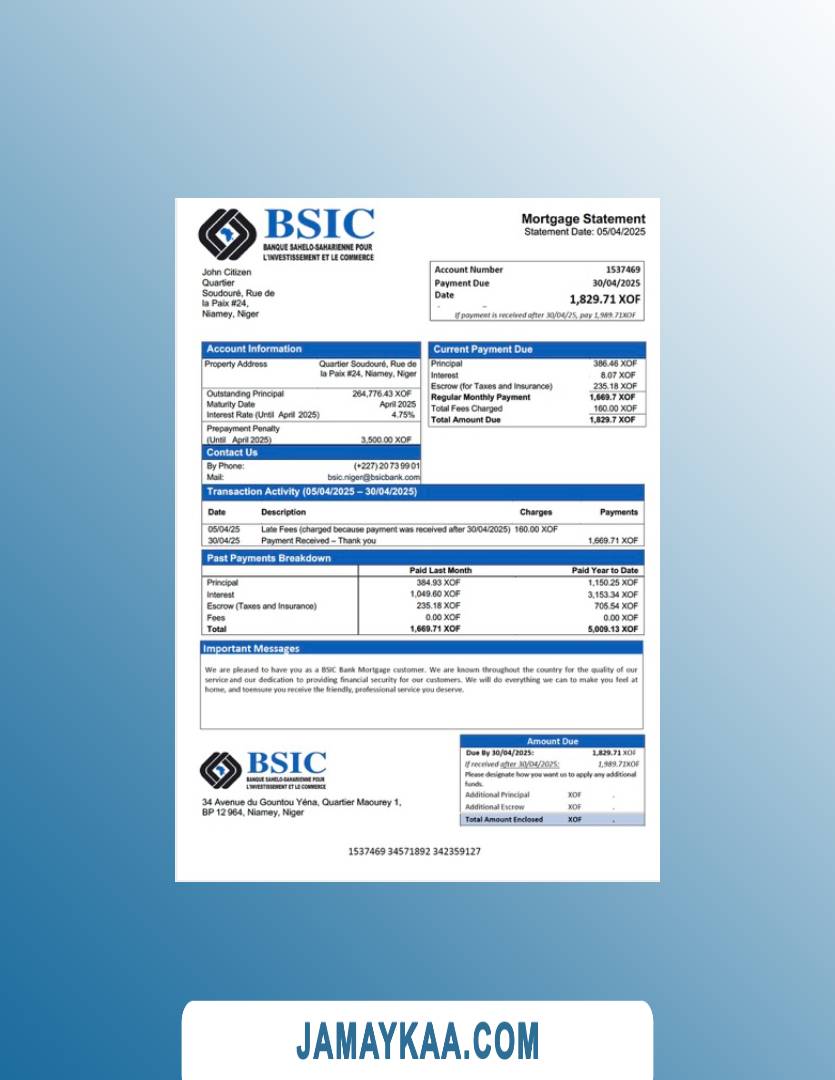 BSIC
BANQUE SAHELO-SAHARIENNE POUR
L'INVESTISSEMENT ET LE COMMERCE
Mortgage Statement
Statement Date: 05/04/2025
John Citizen
Quartier
Soudouré, Rue de
la Paix #24,
Niamey, Niger
Account Number 1537469
Payment Due 30/04/2025
Date
1,829.71 XOF
If payment is received after 30/04/25, pay 1,989.71XOF
Account Information
Property Address Quartier Soudouré, Rue de
la Paix #24, Niamey, Niger
Outstanding Principal 264,776.43 XOF
Maturity Date April 2025
Interest Rate (Until April 2025) 4.75%
Prepayment Penalty
(Until April 2025) 3,500.00 XOF
Contact Us
By Phone: (+227) 20 73 99 01
Mail: bsic.niger@bsicbank.com
Current Payment Due
Principal 386.46 XOF
Interest 8.07 XOF
Escrow (for Taxes and Insurance) 235.18 XOF
Regular Monthly Payment 1,669.7 XOF
Total Fees Charged 160.00 XOF
Total Amount Due 1,829.7 XOF
Transaction Activity (05/04/2025 – 30/04/2025)
Date Description Charges Payments
05/04/25 Late Fees (charged because payment was received after 30/04/2025) 160.00 XOF
30/04/25 Payment Received – Thank you 1,669.71 XOF
Past Payments Breakdown
Paid Last Month Paid Year to Date
Principal 384.93 XOF 1,150.25 XOF
Interest 1,049.60 XOF 3,153.34 XOF
Escrow (Taxes and Insurance) 235.18 XOF 705.54 XOF
Fees 0.00 XOF 0.00 XOF
Total 1,669.71 XOF 5,009.13 XOF
Important Messages
We are pleased to have you as a BSIC Bank Mortgage customer. We are known throughout the country for the quality of our
service and our dedication to providing financial security for our customers. We will do everything we can to make you feel at
home, and toensure you receive the friendly, professional service you deserve.
BSIC
BANQUE SAHELO-SAHARIENNE POUR
L'INVESTISSEMENT ET LE COMMERCE
34 Avenue du Gountou Yéna, Quartier Maourey 1,
BP 12 964, Niamey, Niger
Amount Due
Due By 30/04/2025: 1,829.71 XOF
If received after 30/04/2025: 1,989.71XOF
Please designate how you want us to apply any additional
funds.
Additional Principal XOF .
Additional Escrow XOF .
Total Amount Enclosed XOF .
1537469 34571892 342359127
JAMAYKAA.COM